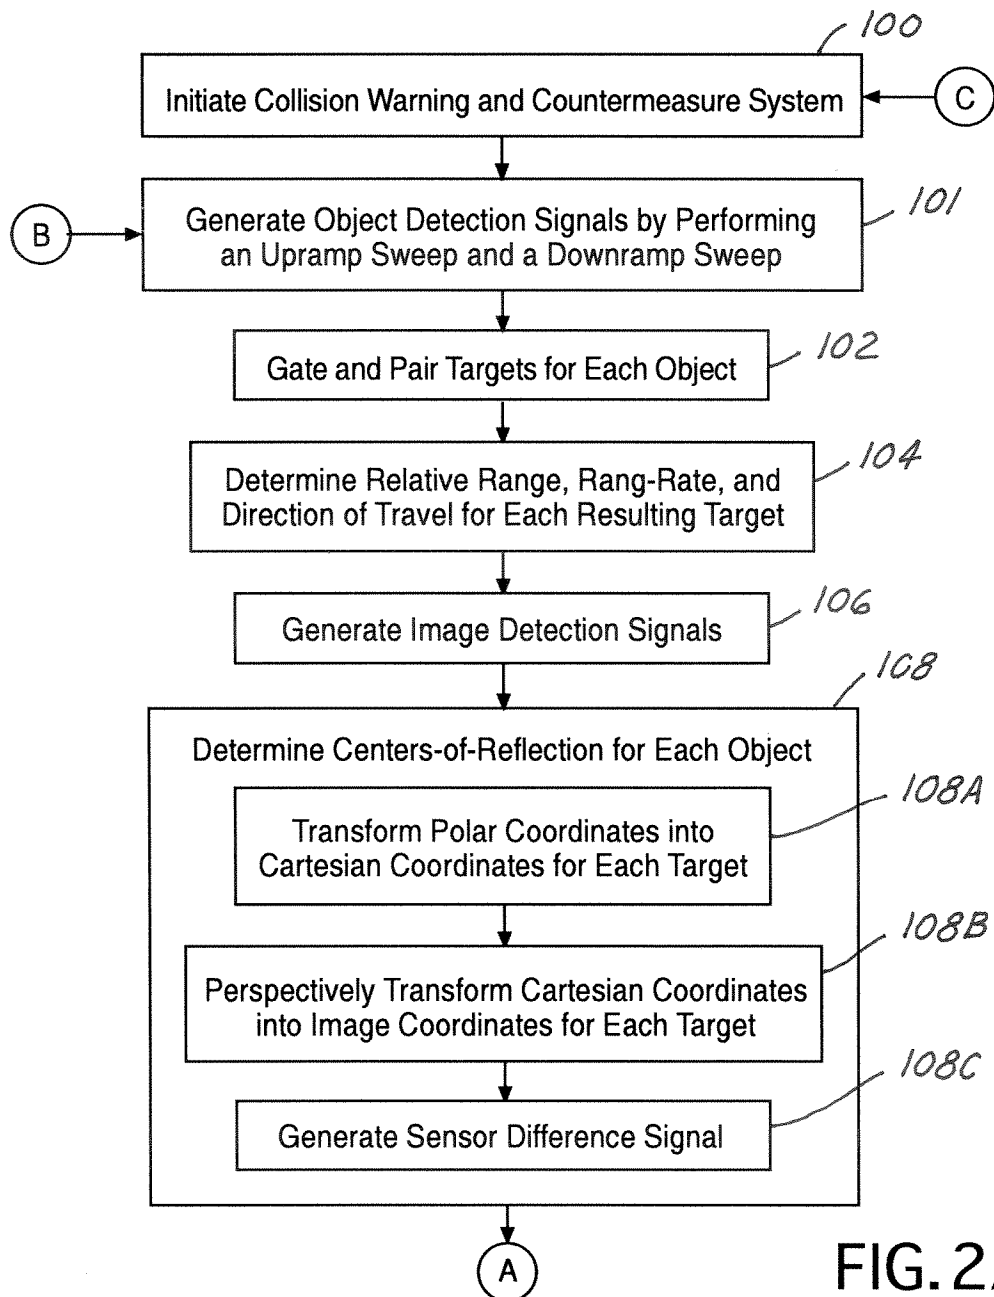 100
Initiate Collision Warning and Countermeasure System
C
101
Generate Object Detection Signals by Performing
an Upramp Sweep and a Downramp Sweep
B
102
Gate and Pair Targets for Each Object
104
Determine Relative Range, Rang-Rate, and
Direction of Travel for Each Resulting Target
106
Generate Image Detection Signals
108
Determine Centers-of-Reflection for Each Object
108A
Transform Polar Coordinates into
Cartesian Coordinates for Each Target
108B
Perspectively Transform Cartesian Coordinates
into Image Coordinates for Each Target
108C
Generate Sensor Difference Signal
A
FIG. 2